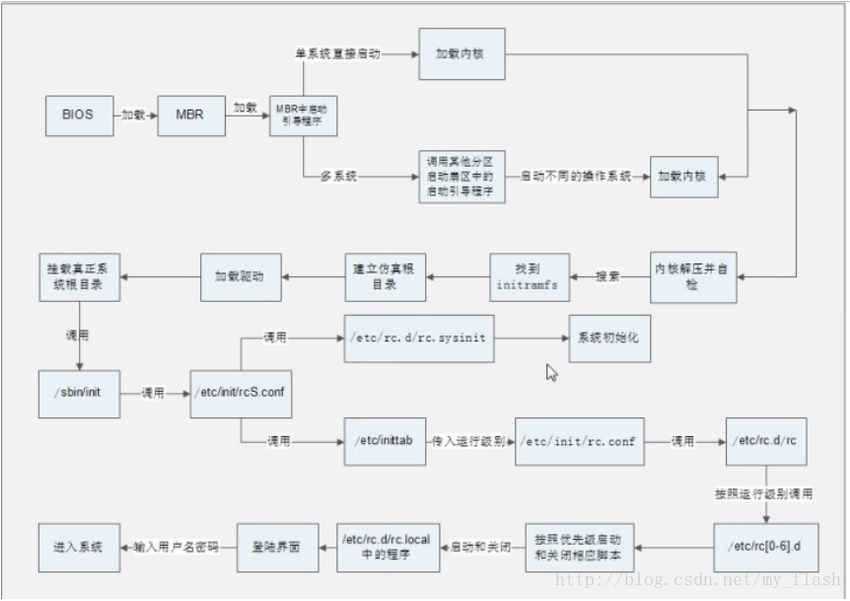 单系统直接启动
加载内核
BIOS
加载
MBR
加载
MBR中启动
引导程序
多系统
调用其他分区
启动扇区中的
启动引导程序
启动不同的操作系统
加载内核
挂载真正系
统根目录
加载驱动
建立仿真根
目录
找到
initramfs
搜索
内核解压并自
检
调用
调用
/etc/rc.d/rc.sysinit
系统初始化
/sbin/init
调用
/etc/init/rcS.conf
调用
/etc/inittab
传入运行级别
/etc/init/rc.conf
调用
/etc/rc.d/rc
按照运行级别调用
进入系统
输入用户名密码
登陆界面
/etc/rc.d/rc.local
中的程序
启动和关闭
按照优先级启动
和关闭相应脚本
/etc/rc[0-6].d
http://blog.csdn.net/my_flash